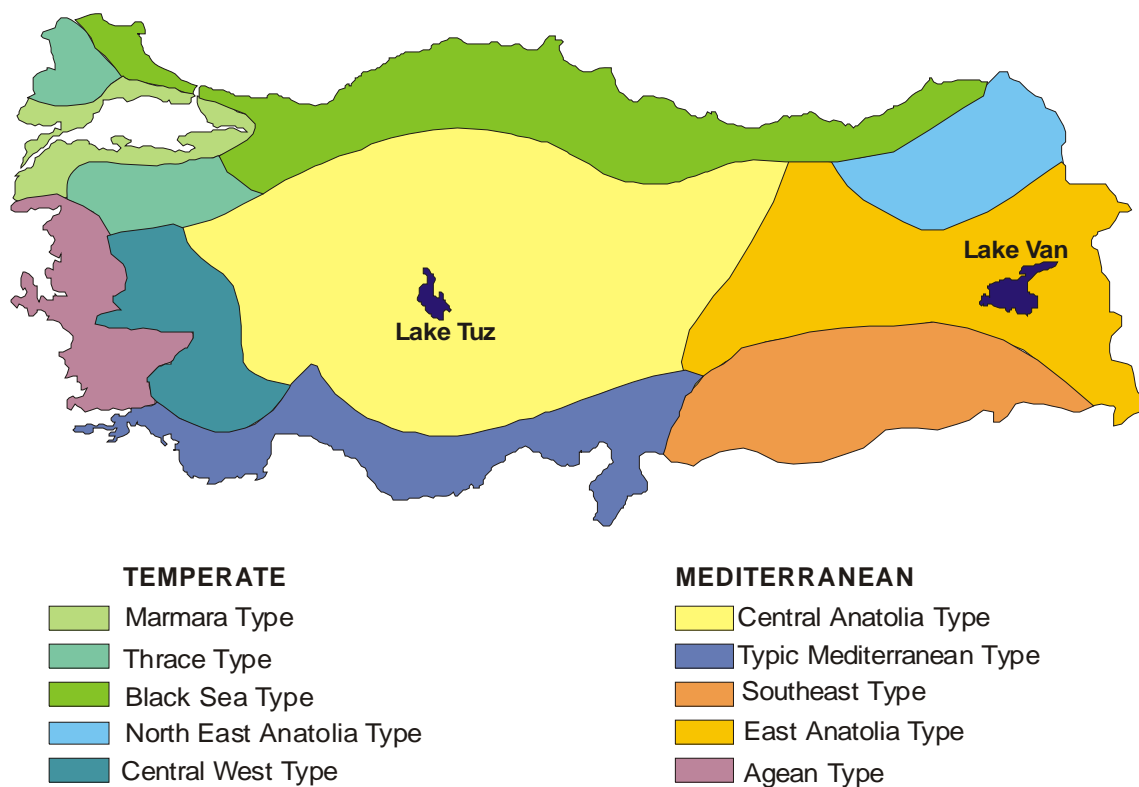 Lake Van
Lake Tuz
TEMPERATE
Marmara Type
Thrace Type
Black Sea Type
North East Anatolia Type
Central West Type
MEDITERRANEAN
Central Anatolia Type
Typic Mediterranean Type
Southeast Type
East Anatolia Type
Agean Type